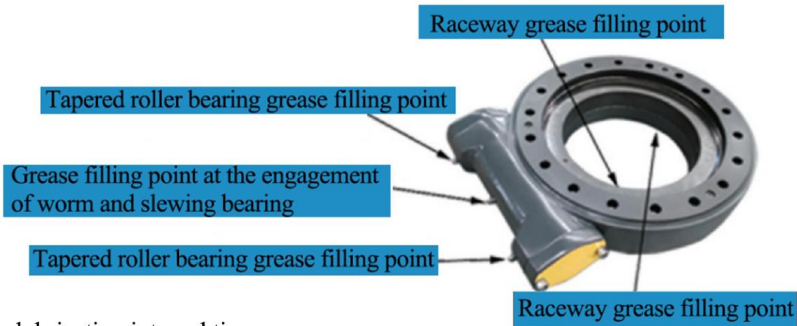 Raceway grease filling point
Tapered roller bearing grease filling point
Grease filling point at the engagement
of worm and slewing bearing
Tapered roller bearing grease filling point
Raceway grease filling point